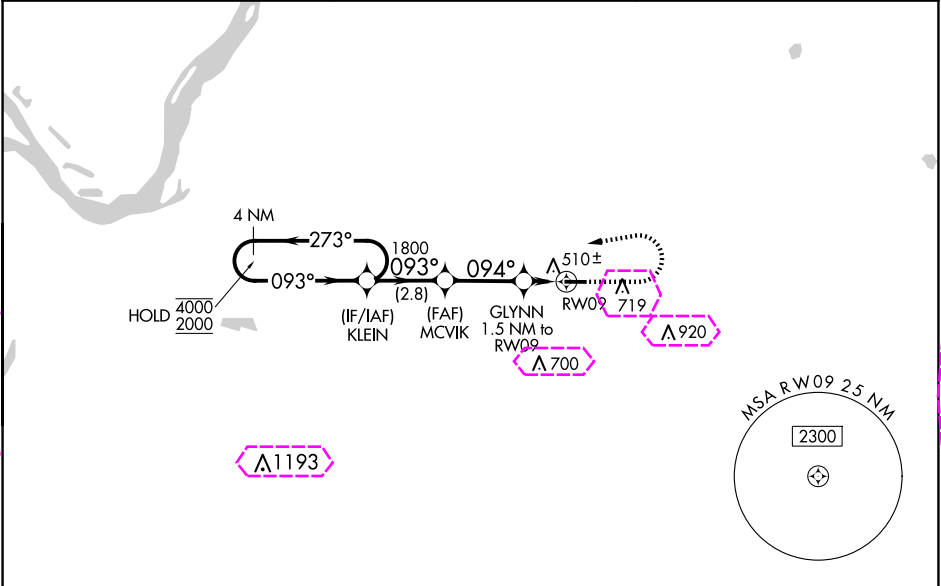 4 NM
273°
1800
093°
(2.8)
093°
094°
510±
HOLD
4000
2000
(IF/IAF)
KLEIN
(FAF)
MCVIK
GLYNN
1.5 NM to
RW09
RW09
719
920
700
1193
MSA RW09 25 NM
2300